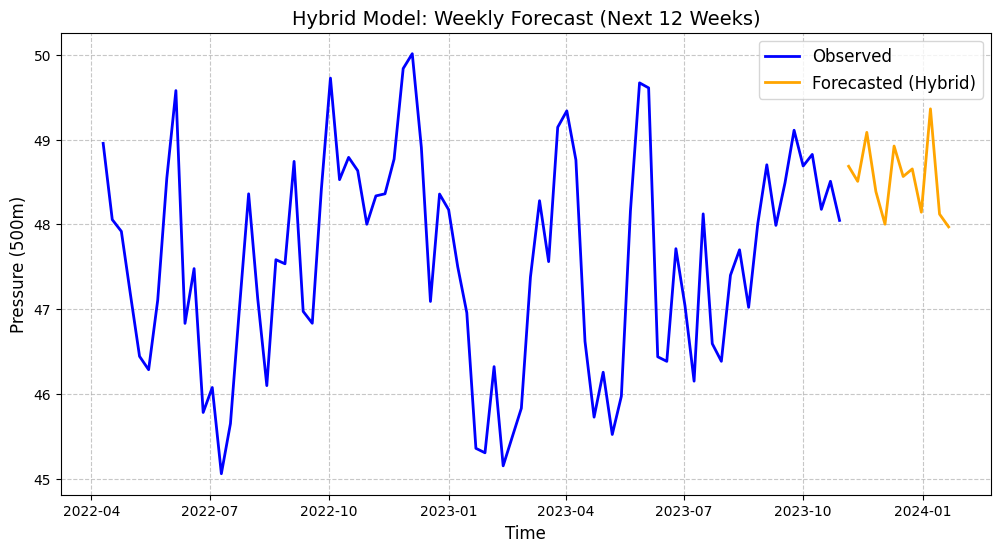 Hybrid Model: Weekly Forecast (Next 12 Weeks)
Observed
Forecasted (Hybrid)
Pressure (500m)
50
49
48
47
46
45
2022-04
2022-07
2022-10
2023-01
2023-04
2023-07
2023-10
2024-01
Time